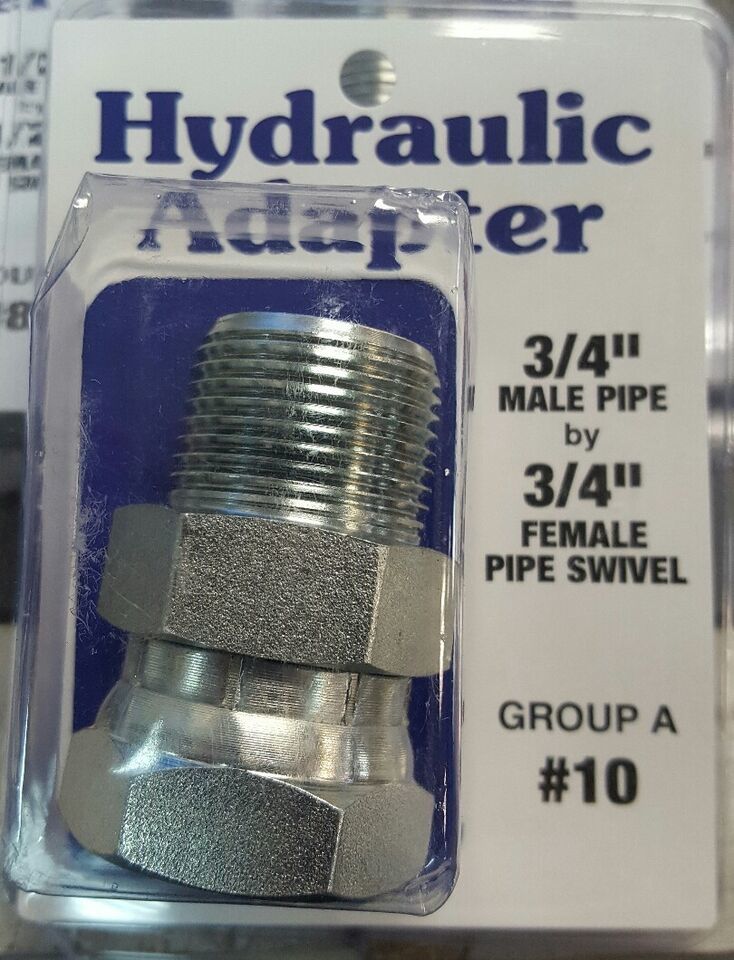 Hydraulic
Adapter
3/4"
MALE PIPE
by
3/4"
FEMALE
PIPE SWIVEL
GROUP A
#10